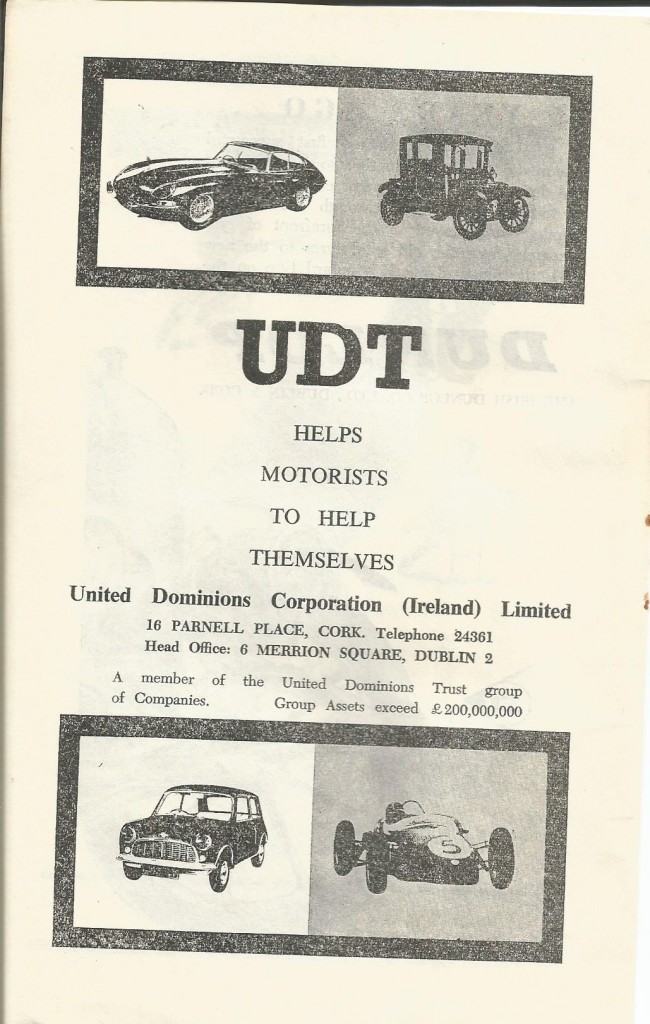 UDT
HELPS
MOTORISTS
TO HELP
THEMSELVES
United Dominions Corporation (Ireland) Limited
16 PARNELL PLACE, CORK. Telephone 24361
Head Office: 6 MERRION SQUARE, DUBLIN 2
A member of the United Dominions Trust group
of Companies. Group Assets exceed £200,000,000
5